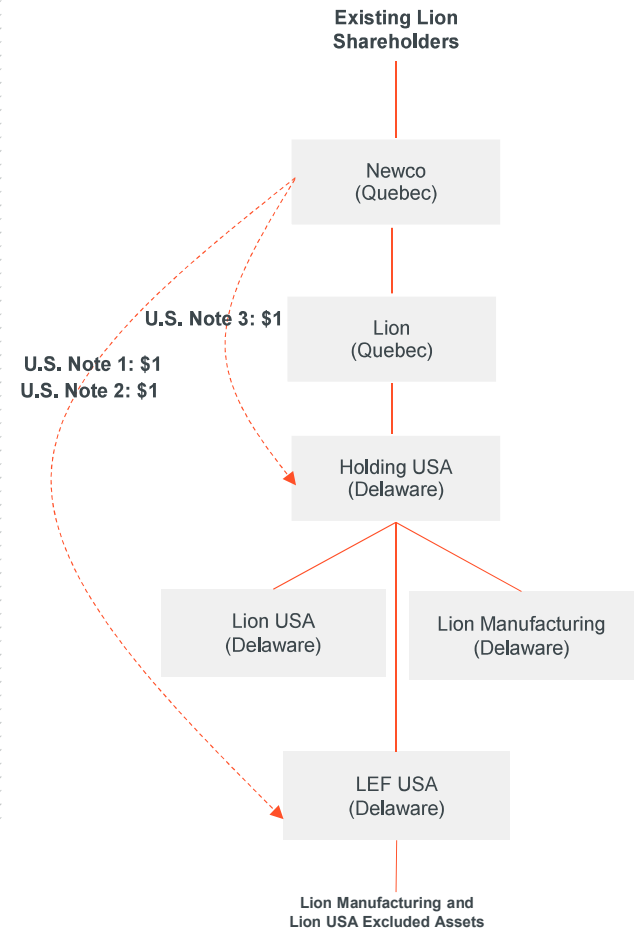 Existing Lion
Shareholders
Newco
(Quebec)
U.S. Note 3: $1
Lion
(Quebec)
U.S. Note 1: $1
U.S. Note 2: $1
Holding USA
(Delaware)
Lion USA
(Delaware)
Lion Manufacturing
(Delaware)
LEF USA
(Delaware)
Lion Manufacturing and
Lion USA Excluded Assets